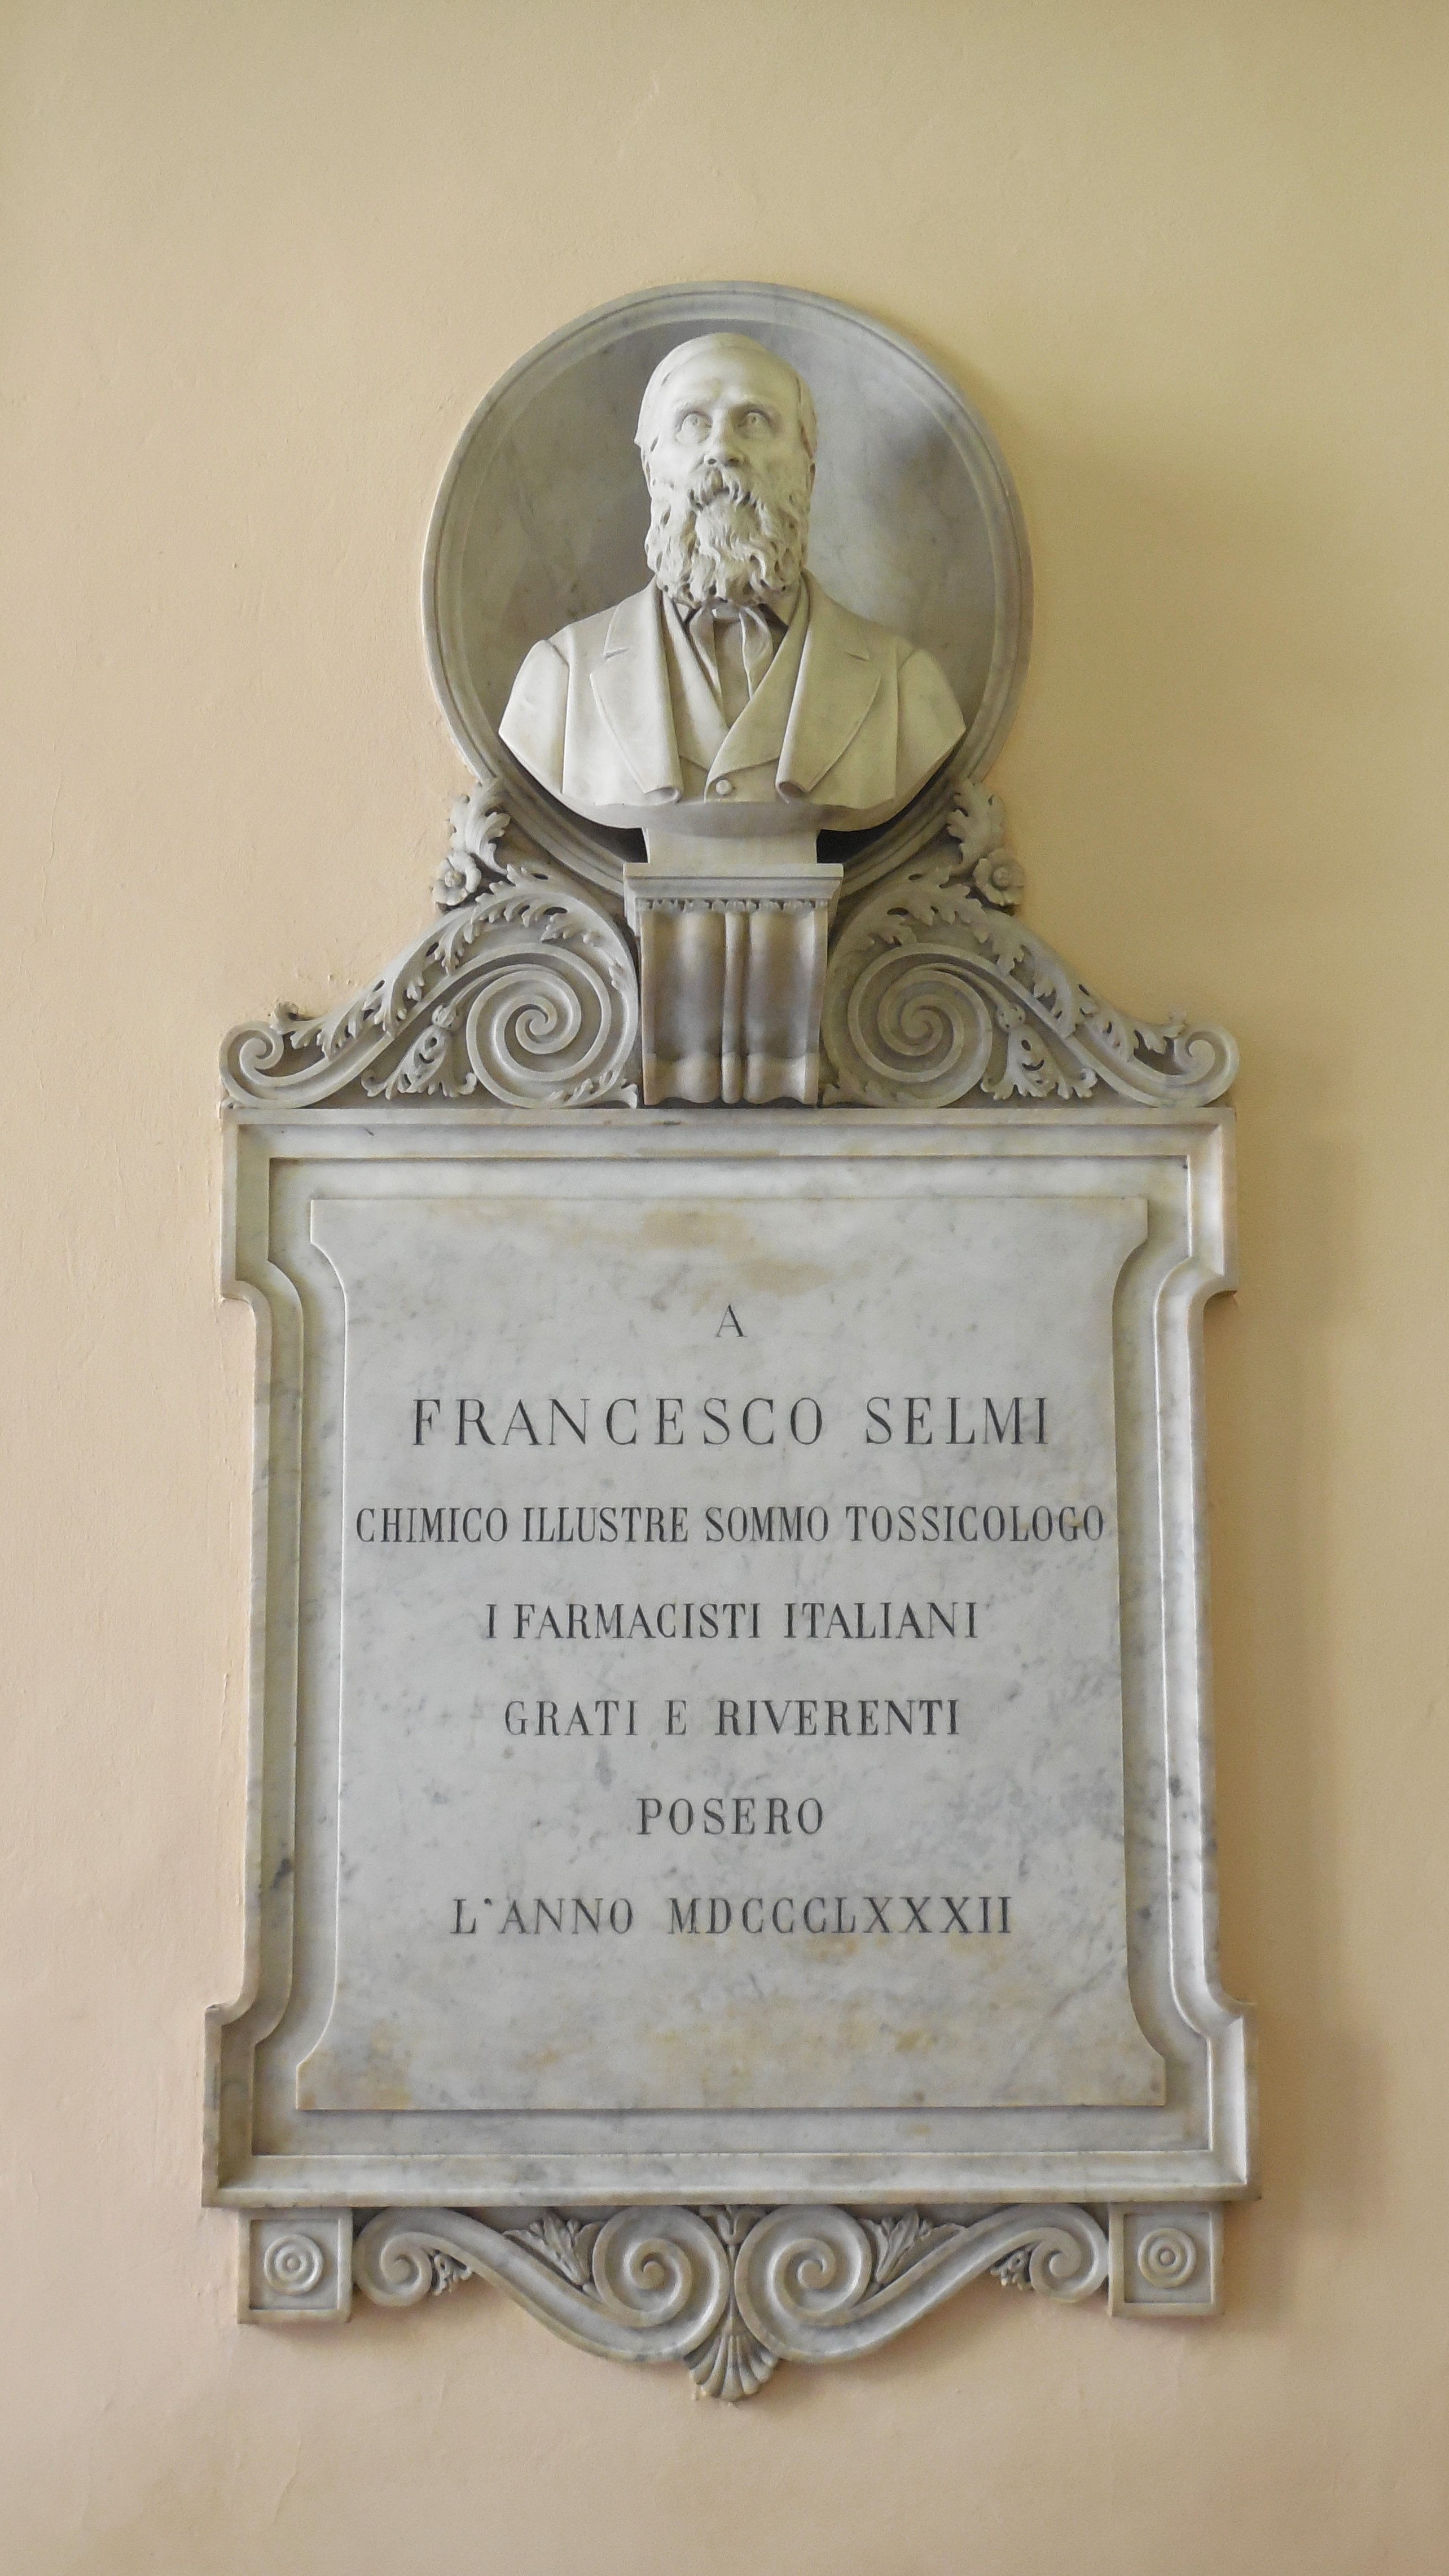 A
FRANCESCO SELMI
CHIMICO ILLUSTRE SOMMO TOSSICOLOGO
I FARMACISTI ITALIANI
GRATI E RIVERENTI
POSERO
L'ANNO MDCCCLXXXII